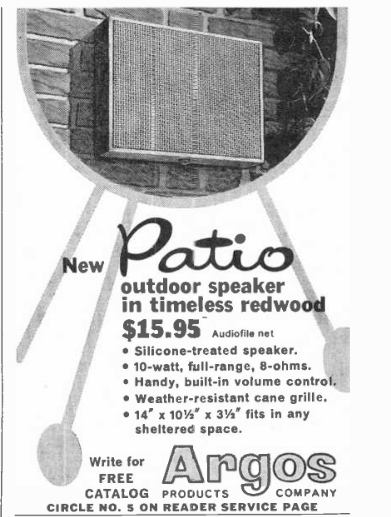 New Patio
outdoor speaker
in timeless redwood
$15.95 Audiofile net
• Silicone-treated speaker.
• 10-watt, full-range, 8-ohms.
• Handy, built-in volume control.
• Weather-resistant cane grille.
• 14″ x 10½″ x 3½″ fits in any
sheltered space.
Write for
FREE
CATALOG
Argos
PRODUCTS COMPANY
CIRCLE NO. 5 ON READER SERVICE PAGE